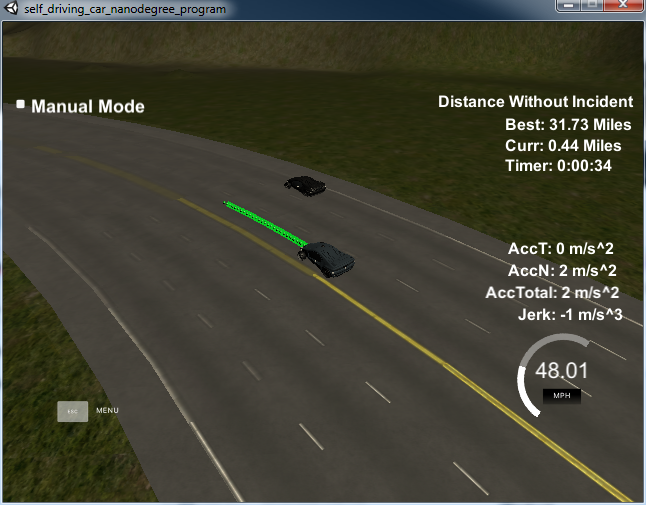 self_driving_car_nanodegree_program
Manual Mode
Distance Without Incident
Best: 31.73 Miles
Curr: 0.44 Miles
Timer: 0:00:34
AccT: 0 m/s^2
AccN: 2 m/s^2
AccTotal: 2 m/s^2
Jerk: -1 m/s^3
48.01
MPH
ESC MENU